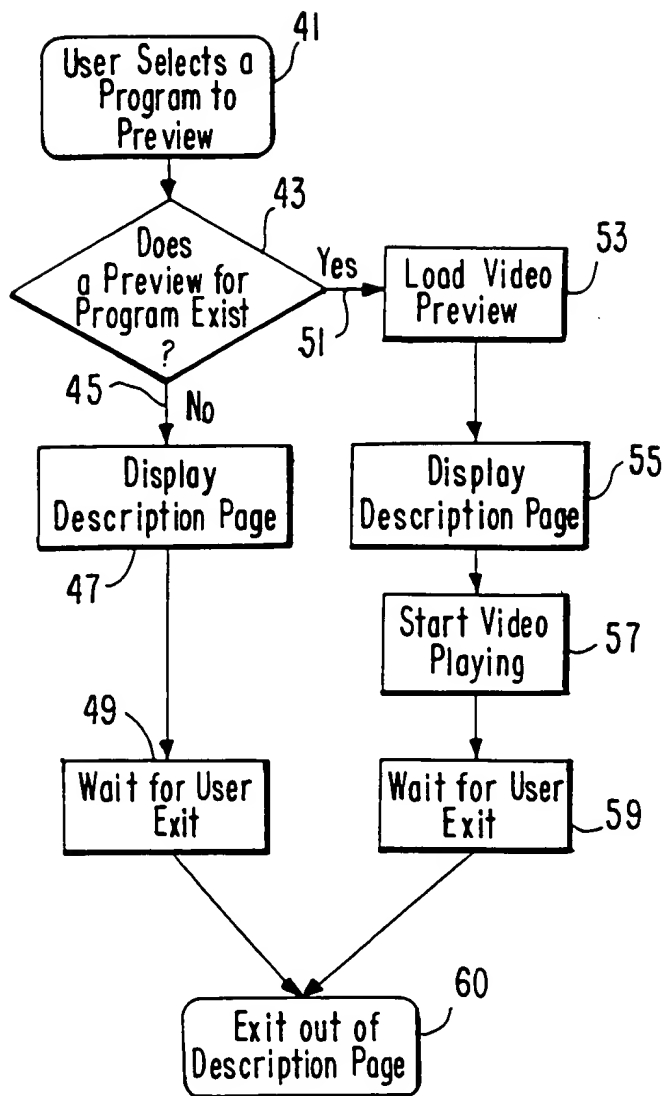 41
User Selects a
Program to
Preview
43
Does
a Preview for
Program Exist
?
Yes
51
Load Video
Preview
53
45
No
Display
Description Page
47
Display
Description Page
55
Start Video
Playing
57
49
Wait for User
Exit
Wait for User
Exit
59
Exit out of
Description Page
60